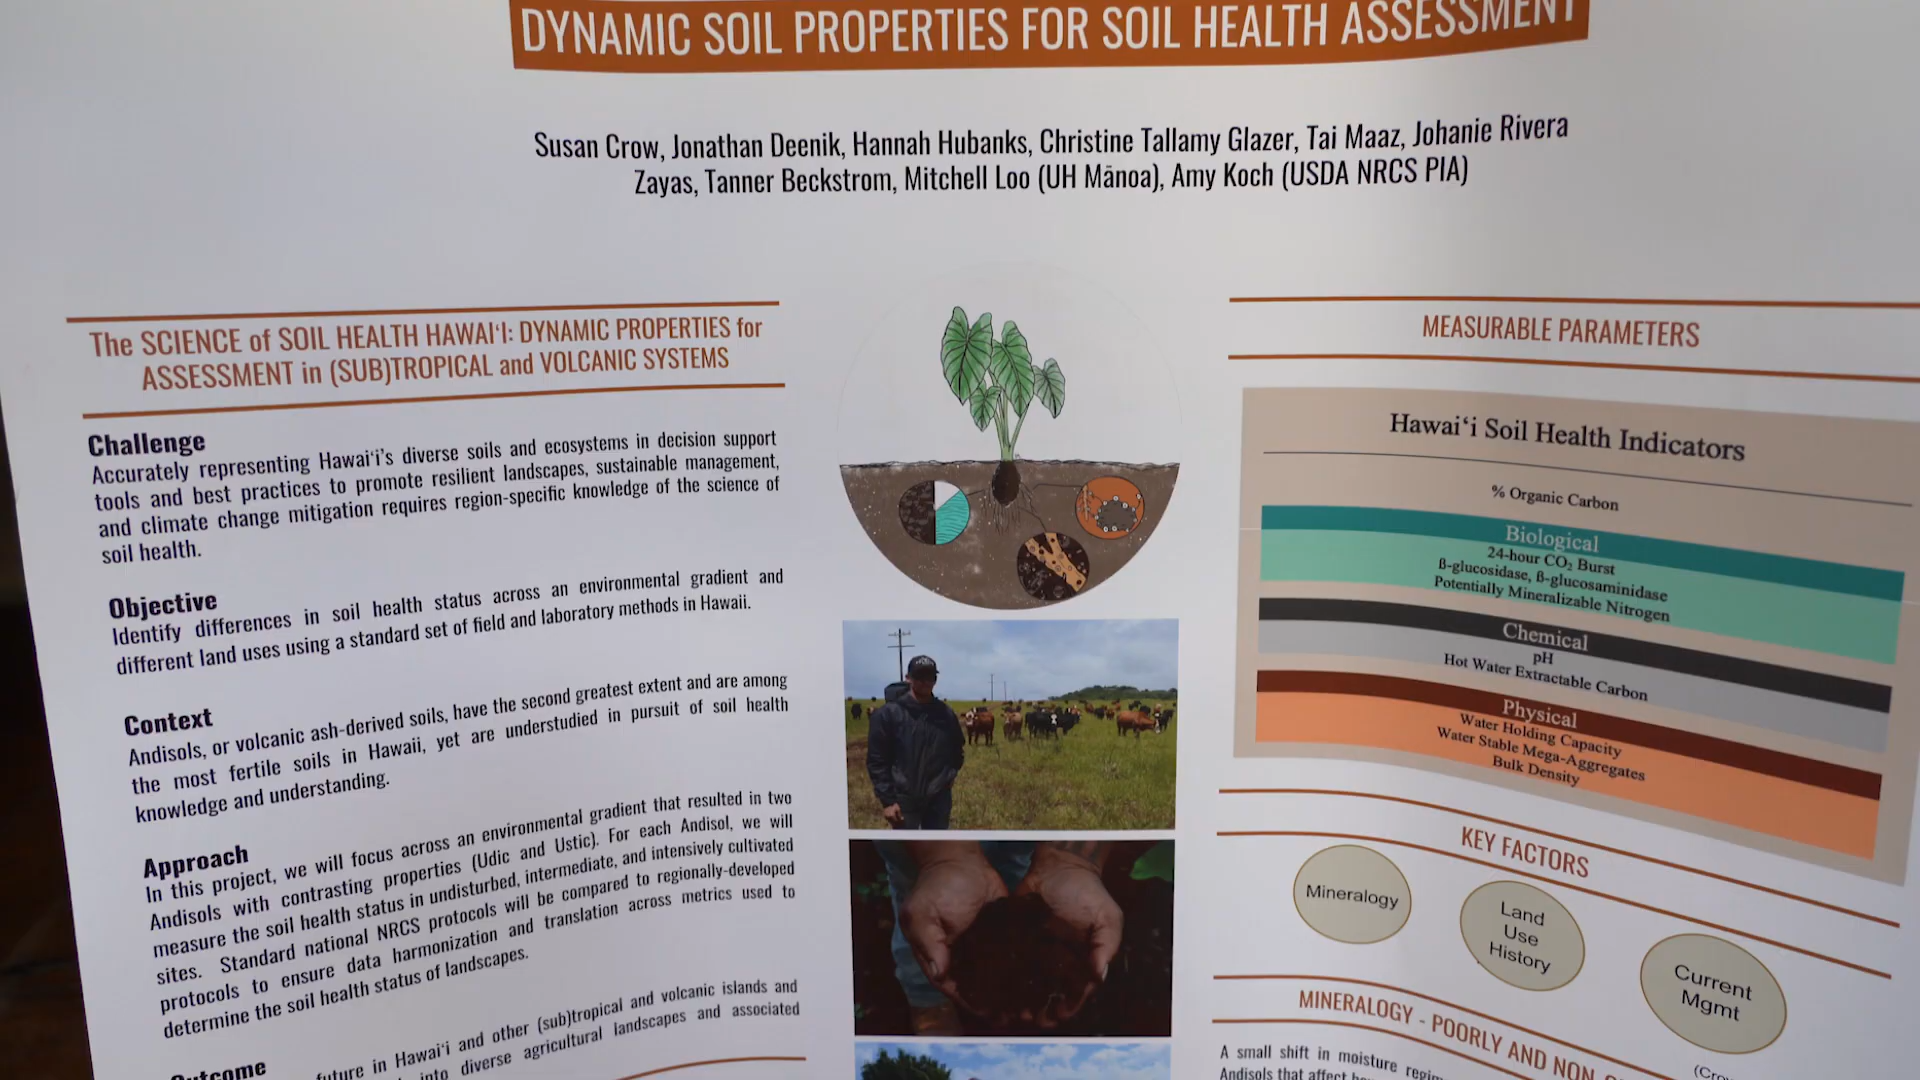 DYNAMIC SOIL PROPERTIES FOR SOIL HEALTH ASSESSMENT
Susan Crow, Jonathan Deenik, Hannah Hubanks, Christine Tallamy Glazer, Tai Maaz, Johanie Rivera
Zayas, Tanner Beckstrom, Mitchell Loo (UH Mānoa), Amy Koch (USDA NRCS PIA)
The SCIENCE of SOIL HEALTH HAWAIʻI: DYNAMIC PROPERTIES for
ASSESSMENT in (SUB)TROPICAL and VOLCANIC SYSTEMS
Challenge
Accurately representing Hawaiʻi's diverse soils and ecosystems in decision support
tools and best practices to promote resilient landscapes, sustainable management,
and climate change mitigation requires region-specific knowledge of the science of
soil health.
Objective
Identify differences in soil health status across an environmental gradient and
different land uses using a standard set of field and laboratory methods in Hawaii.
Context
Andisols, or volcanic ash-derived soils, have the second greatest extent and are among
the most fertile soils in Hawaii, yet are understudied in pursuit of soil health
knowledge and understanding.
Approach
In this project, we will focus across an environmental gradient that resulted in two
Andisols with contrasting properties (Udic and Ustic). For each Andisol, we will
measure the soil health status in undisturbed, intermediate, and intensively cultivated
sites. Standard national NRCS protocols will be compared to regionally-developed
protocols to ensure data harmonization and translation across metrics used to
determine the soil health status of landscapes.
Outcome
future in Hawaiʻi and other (sub)tropical and volcanic islands and
into diverse agricultural landscapes and associated
MEASURABLE PARAMETERS
Hawaiʻi Soil Health Indicators
% Organic Carbon
Biological
24-hour CO₂ Burst
ß-glucosidase, ß-glucosaminidase
Potentially Mineralizable Nitrogen
Chemical
pH
Hot Water Extractable Carbon
Physical
Water Holding Capacity
Water Stable Mega-Aggregates
Bulk Density
KEY FACTORS
Mineralogy
Land
Use
History
Current
Mgmt
MINERALOGY - POORLY AND NON
A small shift in moisture
Andisols that affect